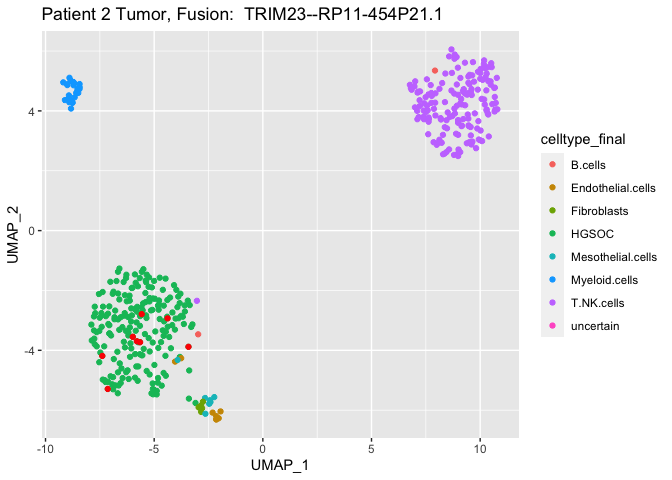 Patient 2 Tumor, Fusion:  TRIM23--RP11-454P21.1
UMAP_2
4
0
-4
-10
-5
0
5
10
UMAP_1
celltype_final
B.cells
Endothelial.cells
Fibroblasts
HGSOC
Mesothelial.cells
Myeloid.cells
T.NK.cells
uncertain